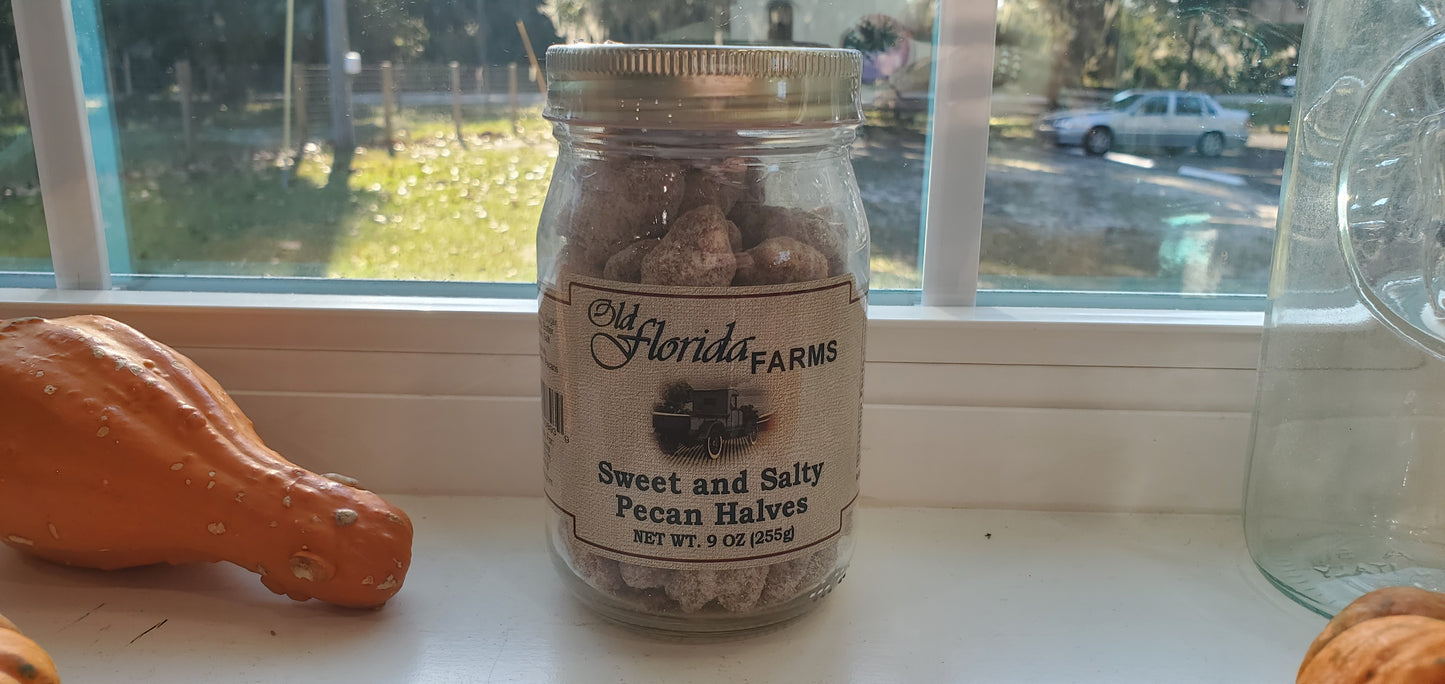 Old
florida FARMS
Sweet and Salty
Pecan Halves
NET WT. 9 OZ (255g)